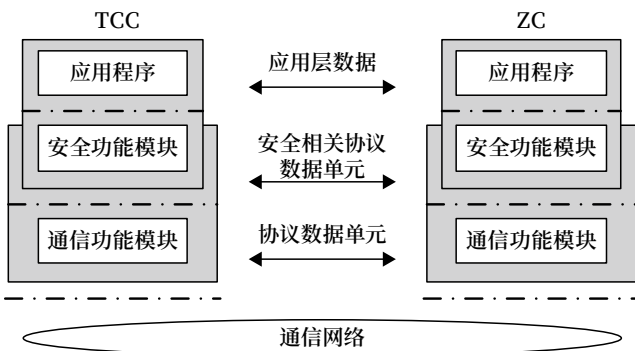 TCC
ZC
应用程序
应用层数据
应用程序
安全功能模块
安全相关协议
数据单元
安全功能模块
通信功能模块
协议数据单元
通信功能模块
通信网络